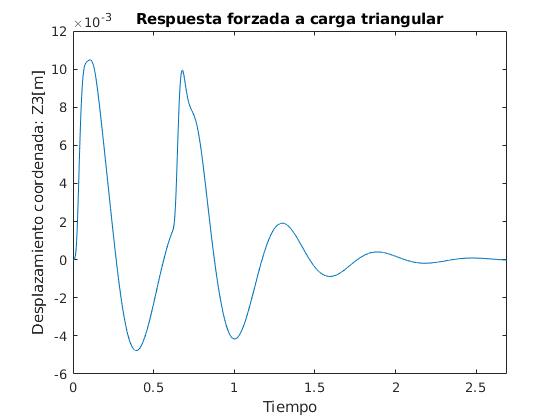 Respuesta forzada a carga triangular
×10⁻³
12
10
8
6
4
2
0
-2
-4
-6
Desplazamiento coordenada: Z3[m]
0 0.5 1 1.5 2 2.5
Tiempo